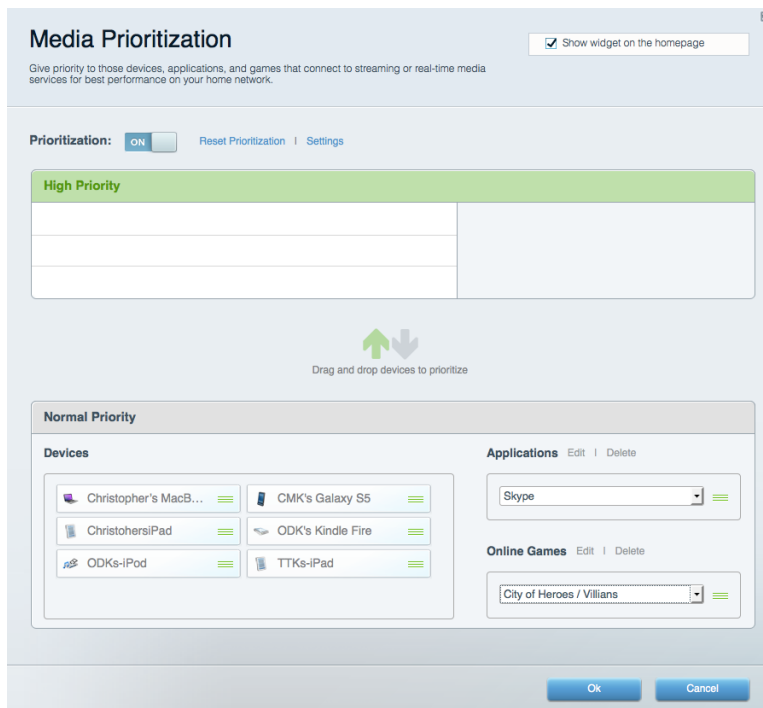 Media Prioritization
Show widget on the homepage
Give priority to those devices, applications, and games that connect to streaming or real-time media
services for best performance on your home network.
Prioritization: ON Reset Prioritization | Settings
High Priority
Drag and drop devices to prioritize
Normal Priority
Devices
Christopher's MacB...
CMK's Galaxy S5
ChristohersiPad
ODK's Kindle Fire
ODKs-iPod
TTKs-iPad
Applications Edit | Delete
Skype
Online Games Edit | Delete
City of Heroes / Villians
Ok
Cancel